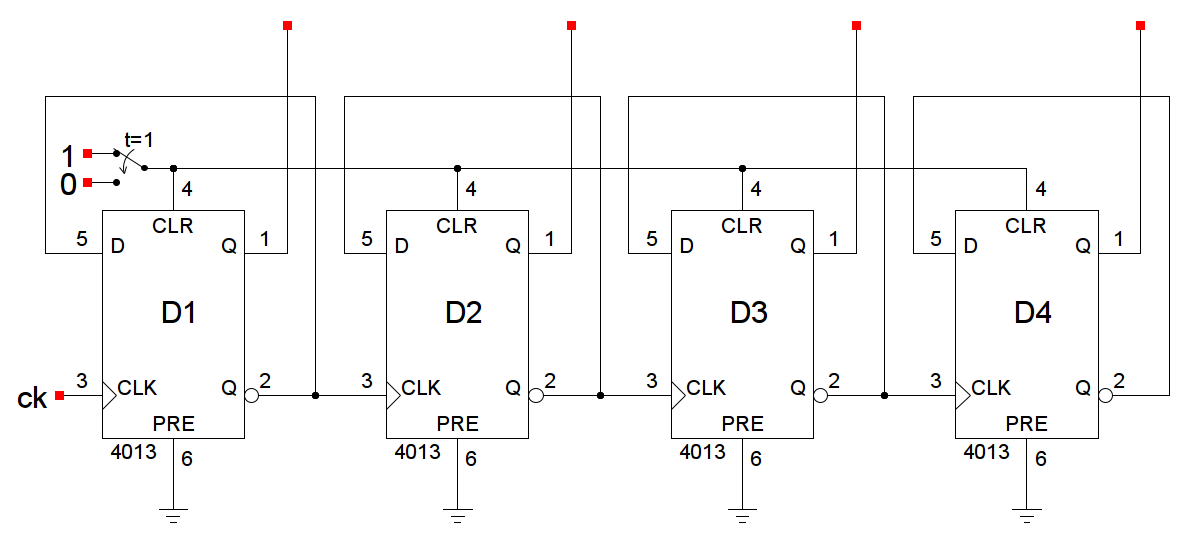 t=1
1
0
4 4 4 4
CLR CLR CLR CLR
5 D Q 1 5 D Q 1 5 D Q 1 5 D Q 1
D1 D2 D3 D4
ck 3 CLK Q 2 3 CLK Q 2 3 CLK Q 2 3 CLK Q 2
PRE PRE PRE PRE
4013 6 4013 6 4013 6 4013 6